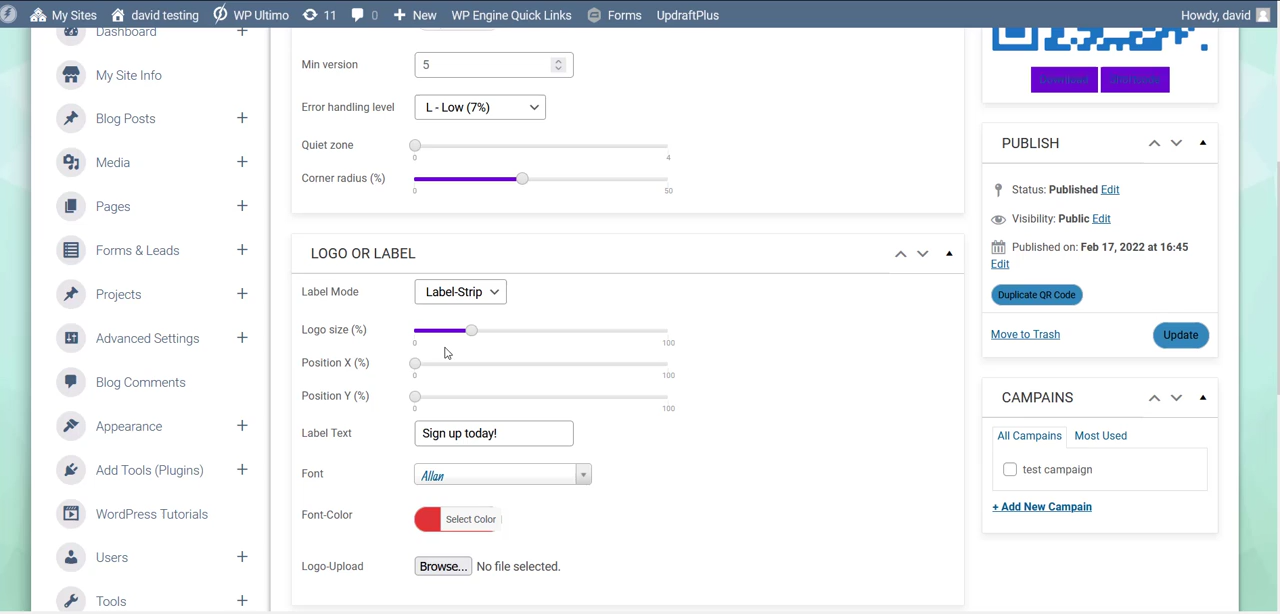 My Sites david testing WP Ultimo 11 0 New WP Engine Quick Links Forms UpdraftPlus Howdy, david
Dashboard
My Site Info
Blog Posts
Media
Pages
Forms & Leads
Projects
Advanced Settings
Blog Comments
Appearance
Add Tools (Plugins)
WordPress Tutorials
Users
Tools
Min version 5
Error handling level L - Low (7%)
Quiet zone
0 4
Corner radius (%)
0 50
LOGO OR LABEL
Label Mode Label-Strip
Logo size (%)
0 100
Position X (%)
0 100
Position Y (%)
0 100
Label Text Sign up today!
Font Allan
Font-Color Select Color
Logo-Upload Browse... No file selected.
PUBLISH
Status: Published Edit
Visibility: Public Edit
Published on: Feb 17, 2022 at 16:45
Edit
Duplicate QR Code
Move to Trash Update
CAMPAINS
All Campains Most Used
test campaign
+ Add New Campain